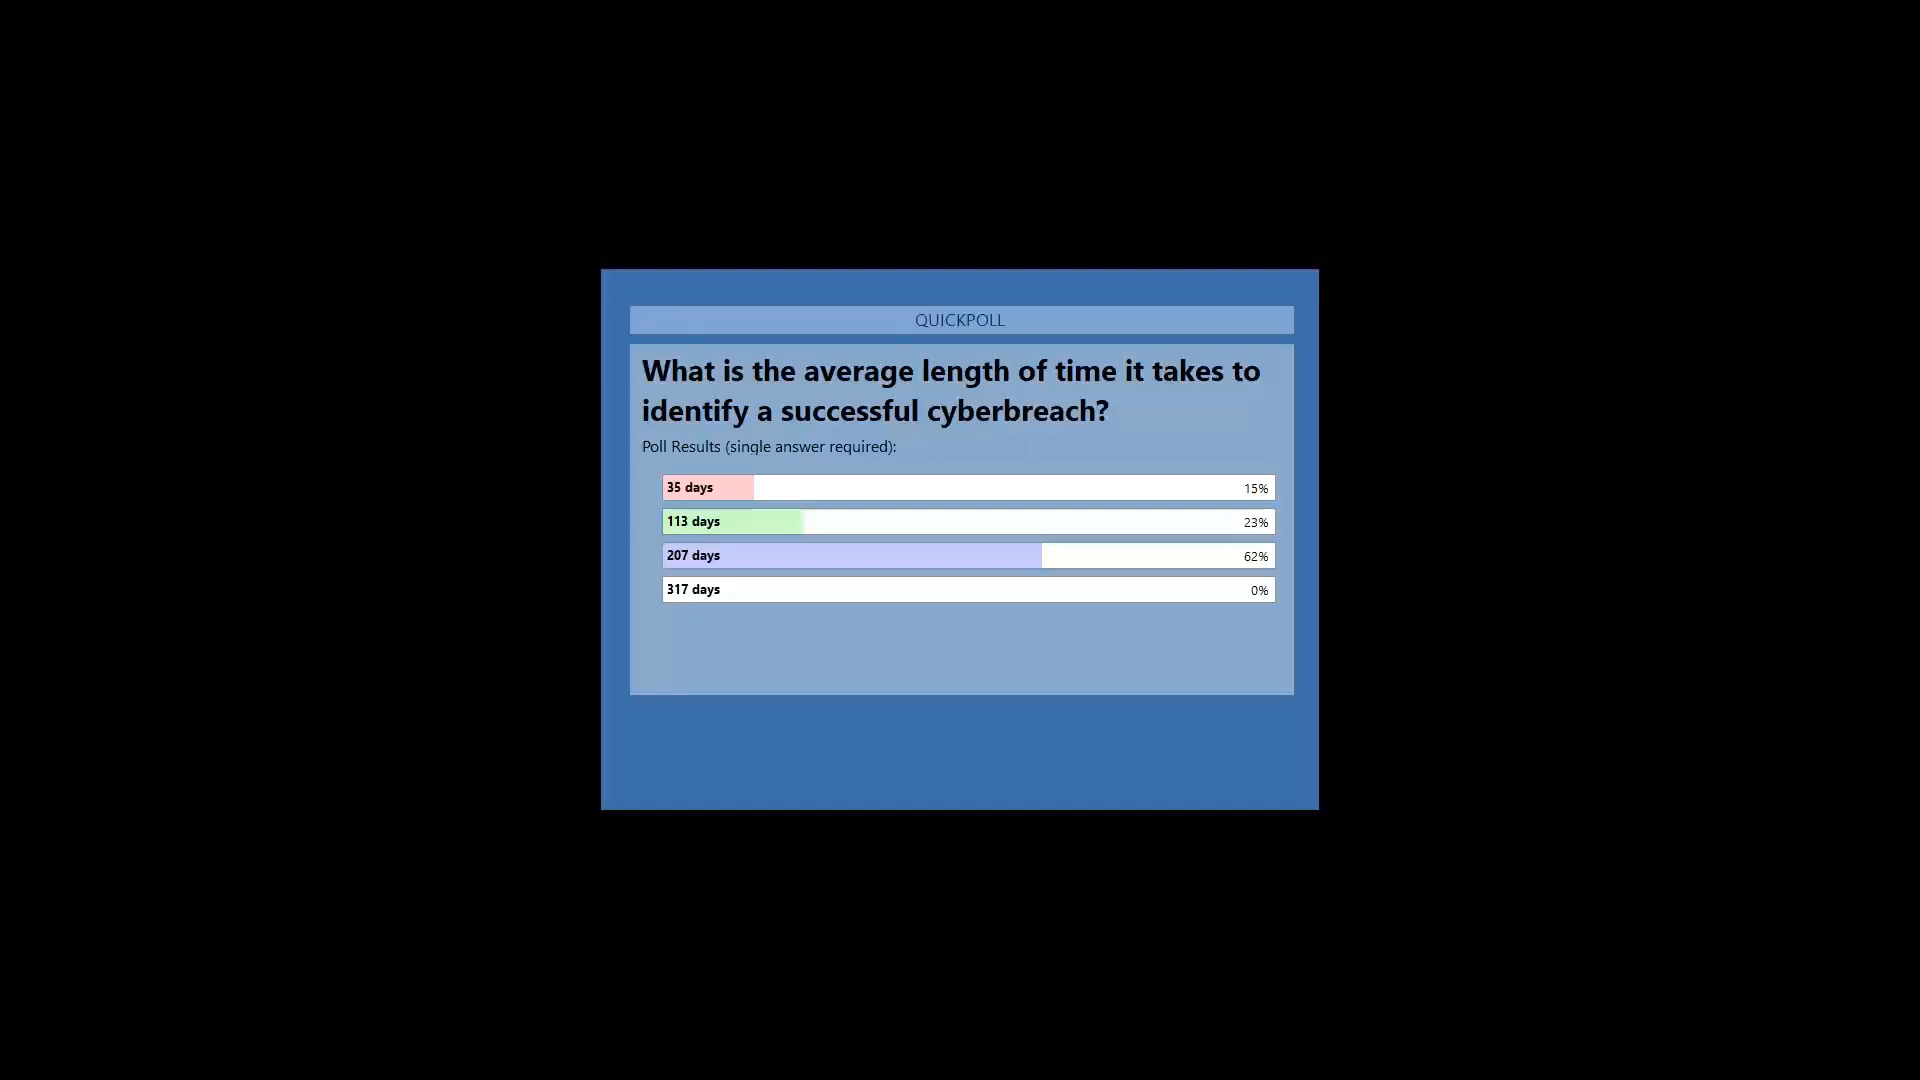 QUICKPOLL
What is the average length of time it takes to
identify a successful cyberbreach?
Poll Results (single answer required):
35 days 15%
113 days 23%
207 days 62%
317 days 0%